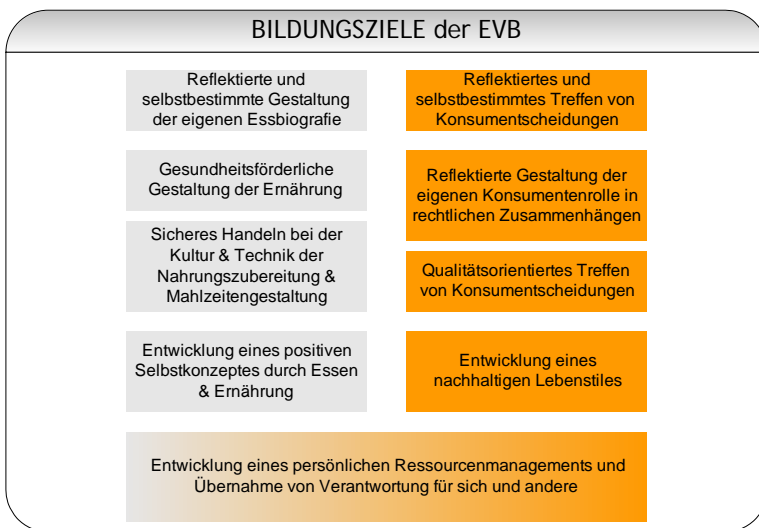 BILDUNGSZIELE der EVB
Reflektierte und
selbstbestimmte Gestaltung
der eigenen Essbiografie
Gesundheitsförderliche
Gestaltung der Ernährung
Sicheres Handeln bei der
Kultur & Technik der
Nahrungszubereitung &
Mahlzeitengestaltung
Entwicklung eines positiven
Selbstkonzeptes durch Essen
& Ernährung
Reflektiertes und
selbstbestimmtes Treffen von
Konsumentscheidungen
Reflektierte Gestaltung der
eigenen Konsumentenrolle in
rechtlichen Zusammenhängen
Qualitätsorientiertes Treffen
von Konsumentscheidungen
Entwicklung eines
nachhaltigen Lebenstiles
Entwicklung eines persönlichen Ressourcenmanagements und
Übernahme von Verantwortung für sich und andere